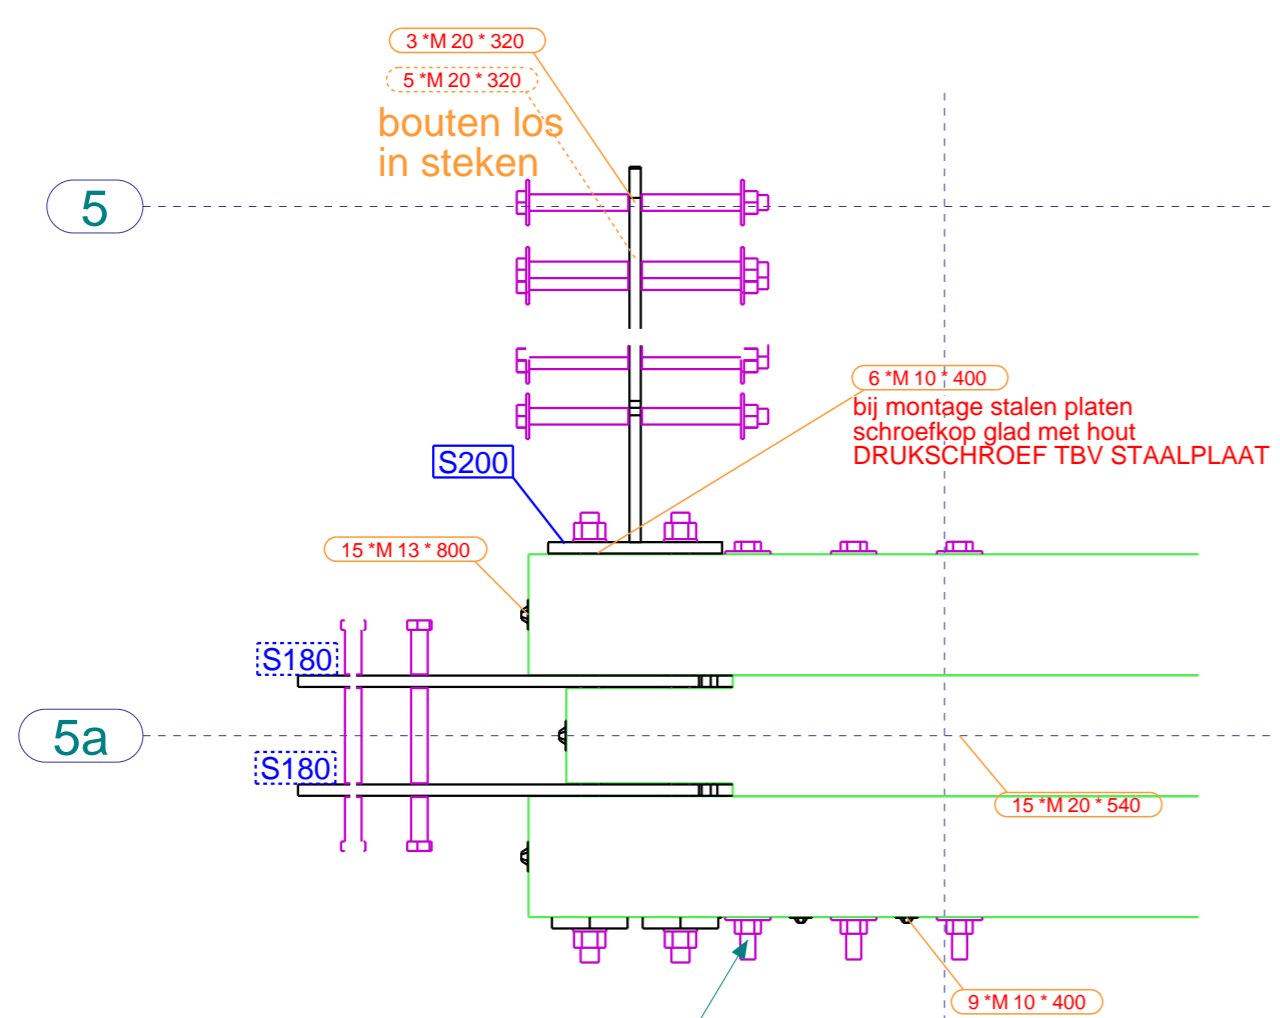 3 *M 20 * 320
5 *M 20 * 320
bouten los
in steken
5
6 *M 10 * 400
bij montage stalen platen
schroefkop glad met hout
DRUKSCHROEF TBV STAALPLAAT
S200
15 *M 13 * 800
S180
5a
S180
15 *M 20 * 540
9 *M 10 * 400